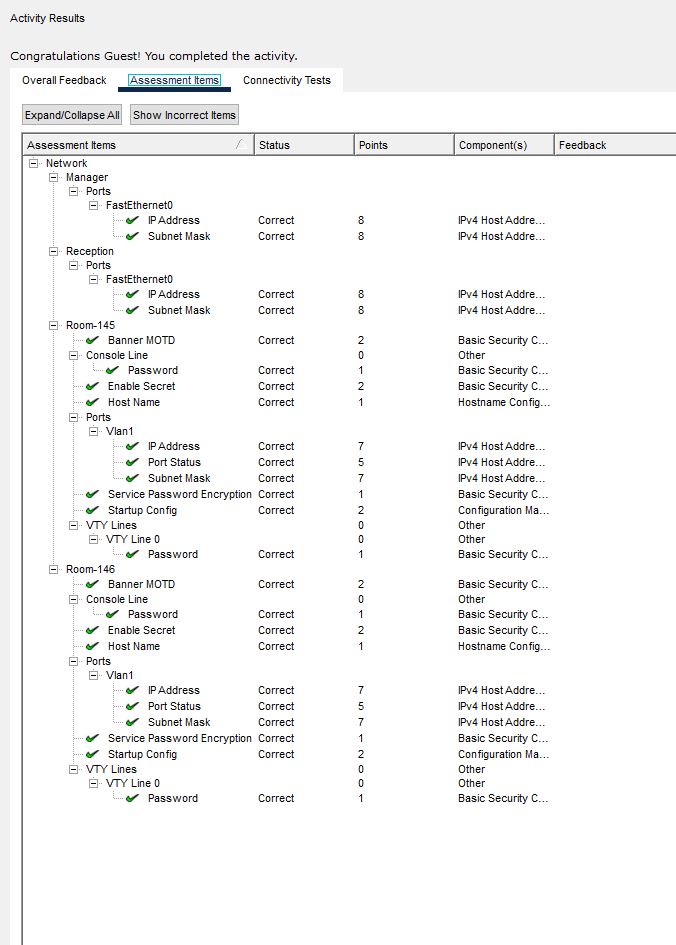 Activity Results
Congratulations Guest! You completed the activity.
Overall Feedback Assessment Items Connectivity Tests
Expand/Collapse All Show Incorrect Items
Assessment Items Status Points Component(s) Feedback
Network
Manager
Ports
FastEthernet0
IP Address Correct 8 IPv4 Host Addre...
Subnet Mask Correct 8 IPv4 Host Addre...
Reception
Ports
FastEthernet0
IP Address Correct 8 IPv4 Host Addre...
Subnet Mask Correct 8 IPv4 Host Addre...
Room-145
Banner MOTD Correct 2 Basic Security C...
Console Line 0 Other
Password Correct 1 Basic Security C...
Enable Secret Correct 2 Basic Security C...
Host Name Correct 1 Hostname Config...
Ports
Vlan1
IP Address Correct 7 IPv4 Host Addre...
Port Status Correct 5 IPv4 Host Addre...
Subnet Mask Correct 7 IPv4 Host Addre...
Service Password Encryption Correct 1 Basic Security C...
Startup Config Correct 2 Configuration Ma...
VTY Lines 0 Other
VTY Line 0 0 Other
Password Correct 1 Basic Security C...
Room-146
Banner MOTD Correct 2 Basic Security C...
Console Line 0 Other
Password Correct 1 Basic Security C...
Enable Secret Correct 2 Basic Security C...
Host Name Correct 1 Hostname Config...
Ports
Vlan1
IP Address Correct 7 IPv4 Host Addre...
Port Status Correct 5 IPv4 Host Addre...
Subnet Mask Correct 7 IPv4 Host Addre...
Service Password Encryption Correct 1 Basic Security C...
Startup Config Correct 2 Configuration Ma...
VTY Lines 0 Other
VTY Line 0 0 Other
Password Correct 1 Basic Security C...